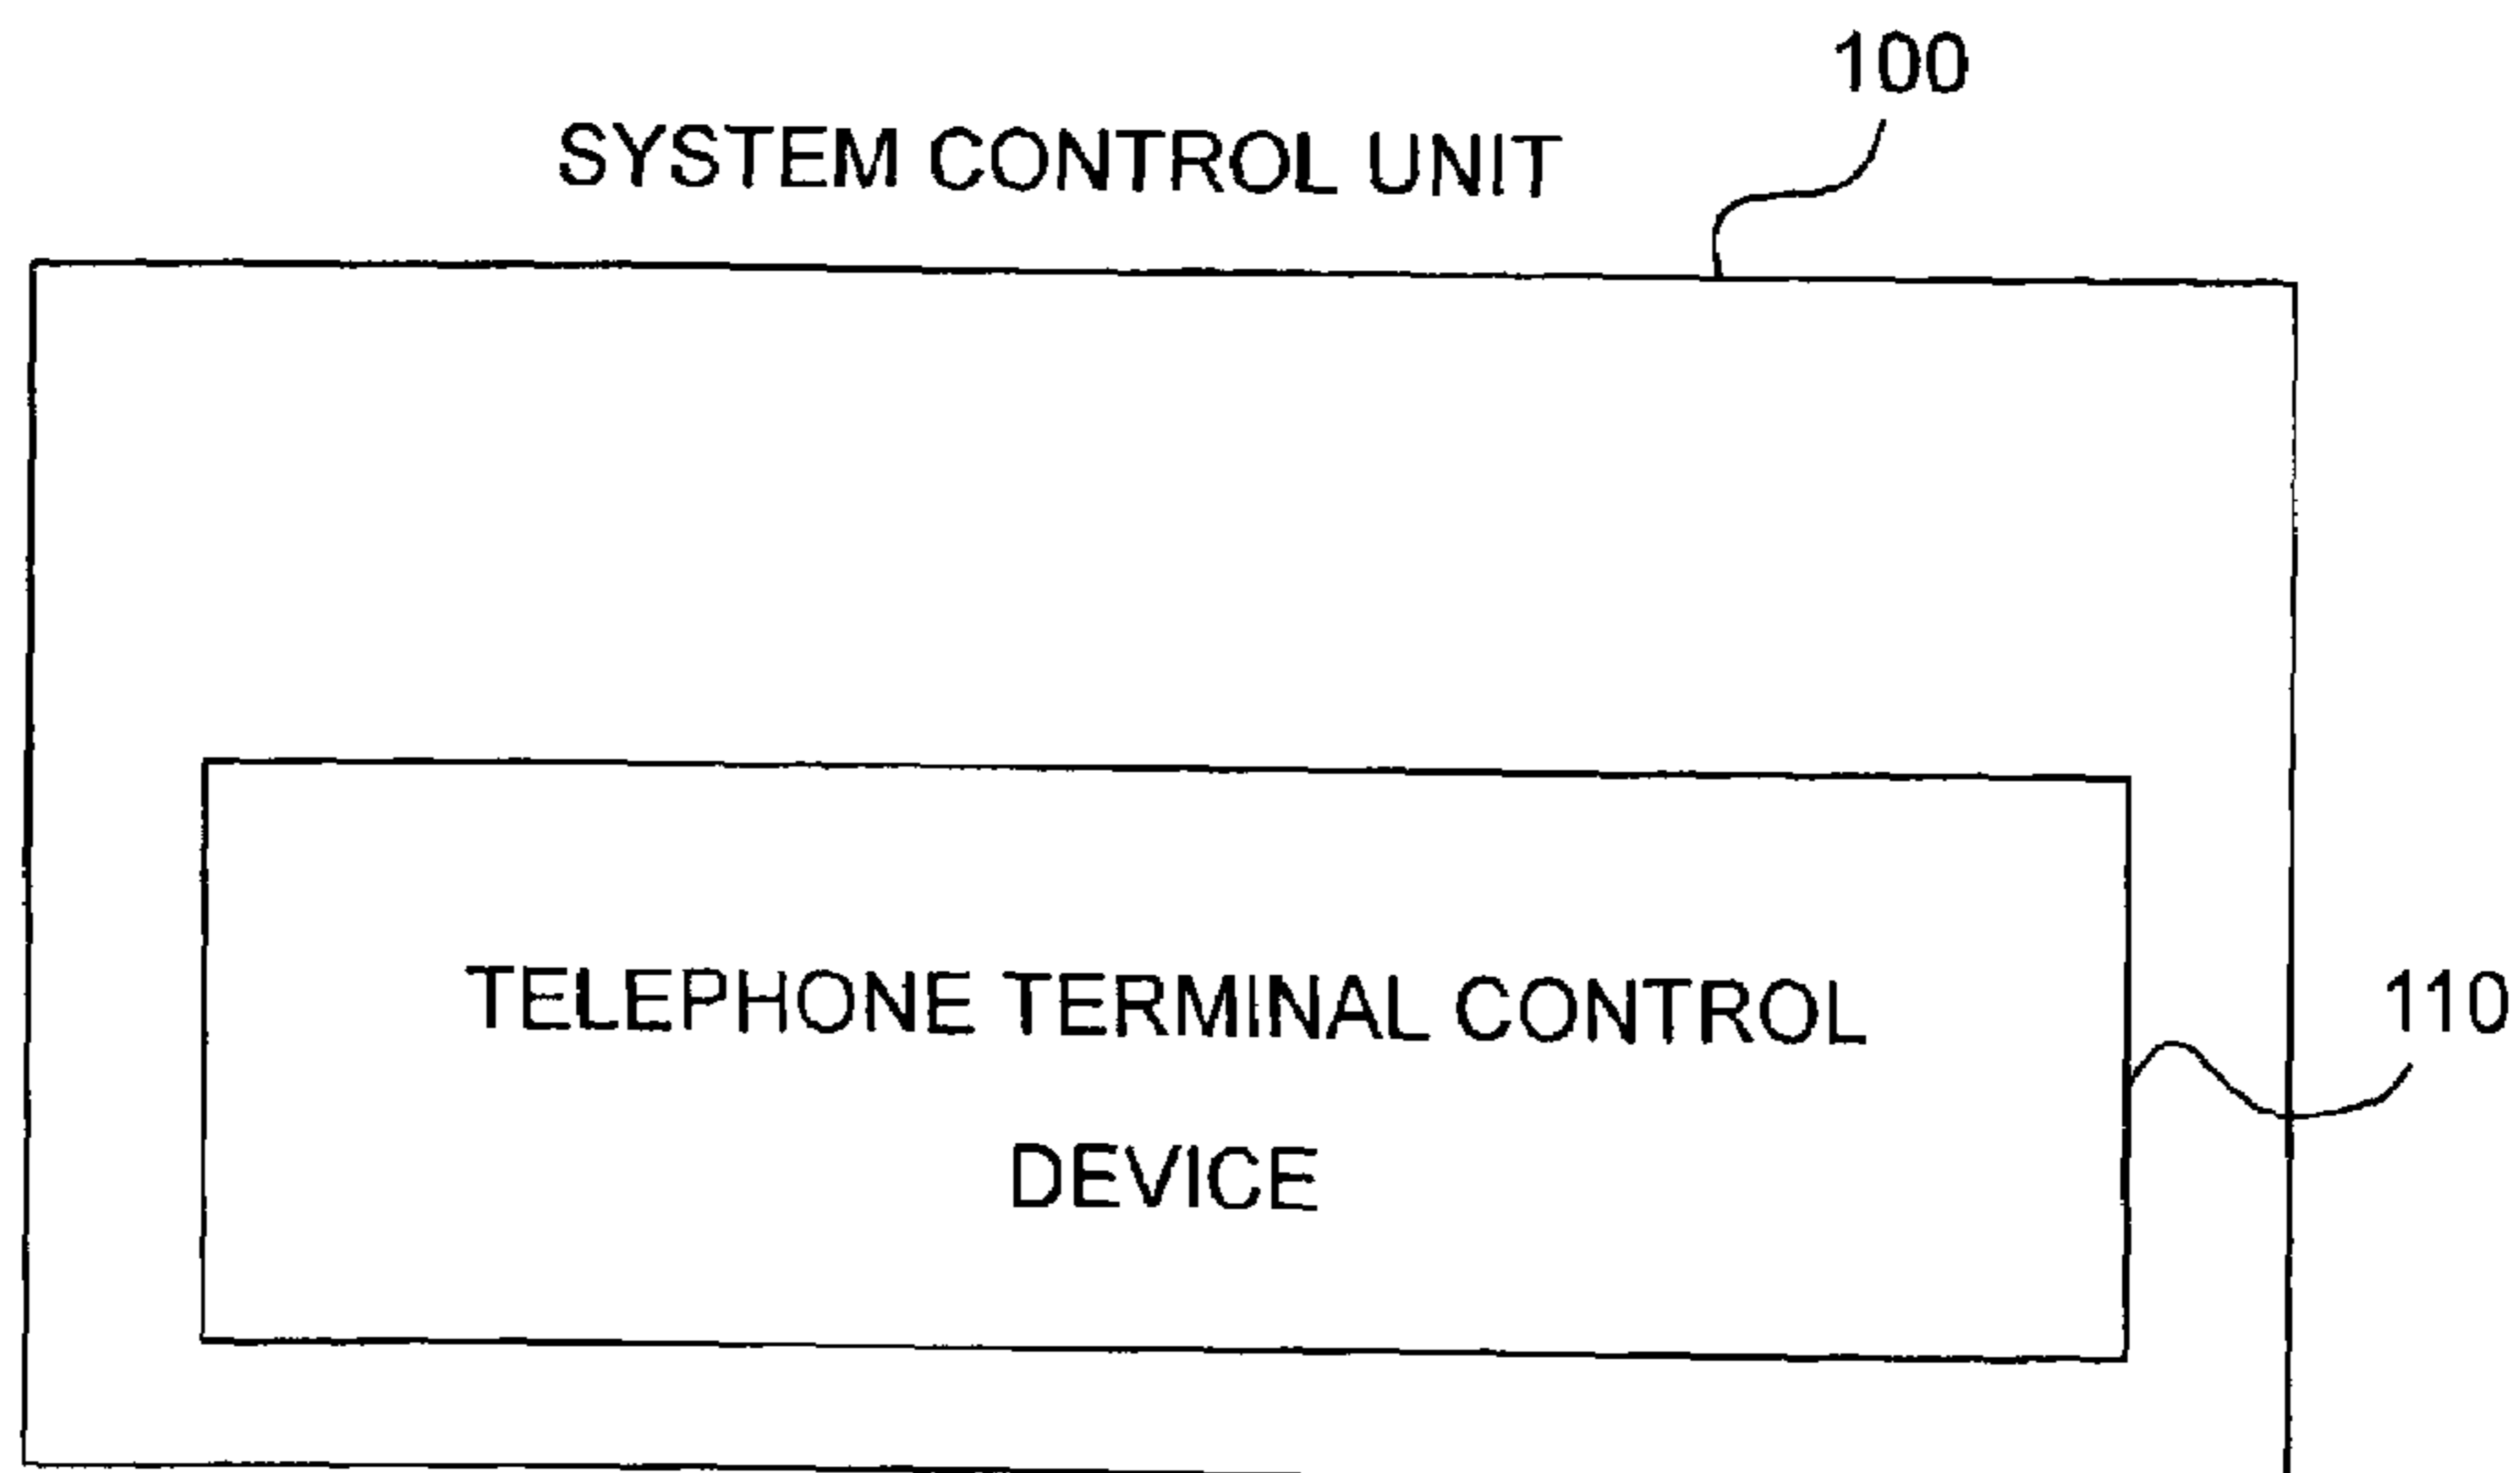 100
SYSTEM CONTROL UNIT
TELEPHONE TERMINAL CONTROL
110
DEVICE